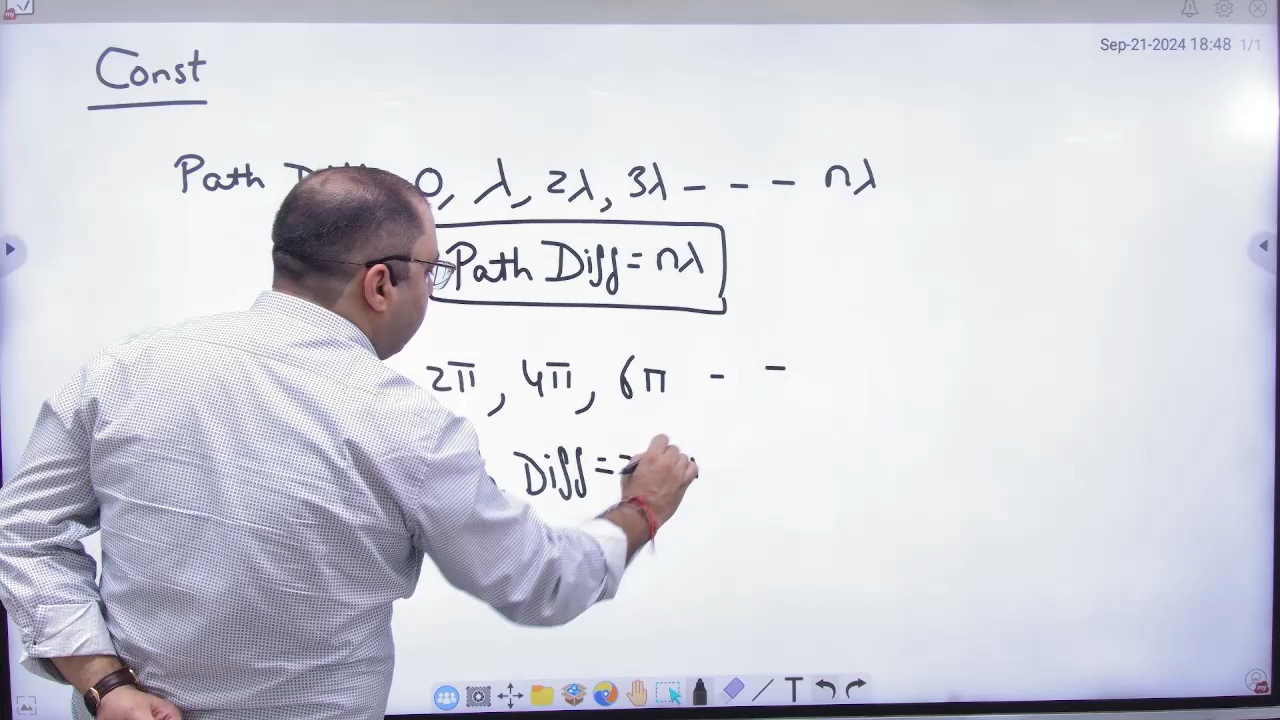 Sep-21-2024 18:48 1/1
Const
Path 0, λ, 2λ, 3λ - - - nλ
Path Diff = nλ
2π, 4π, 6π - -
Diff =